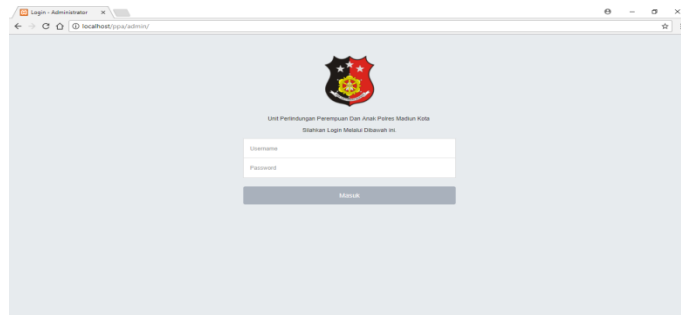 Login - Administrator
localhost/ppa/admin/
Unit Perlindungan Perempuan Dan Anak Polres Madiun Kota
Silahkan Login Melalui Dibawah ini
Username
Password
Masuk